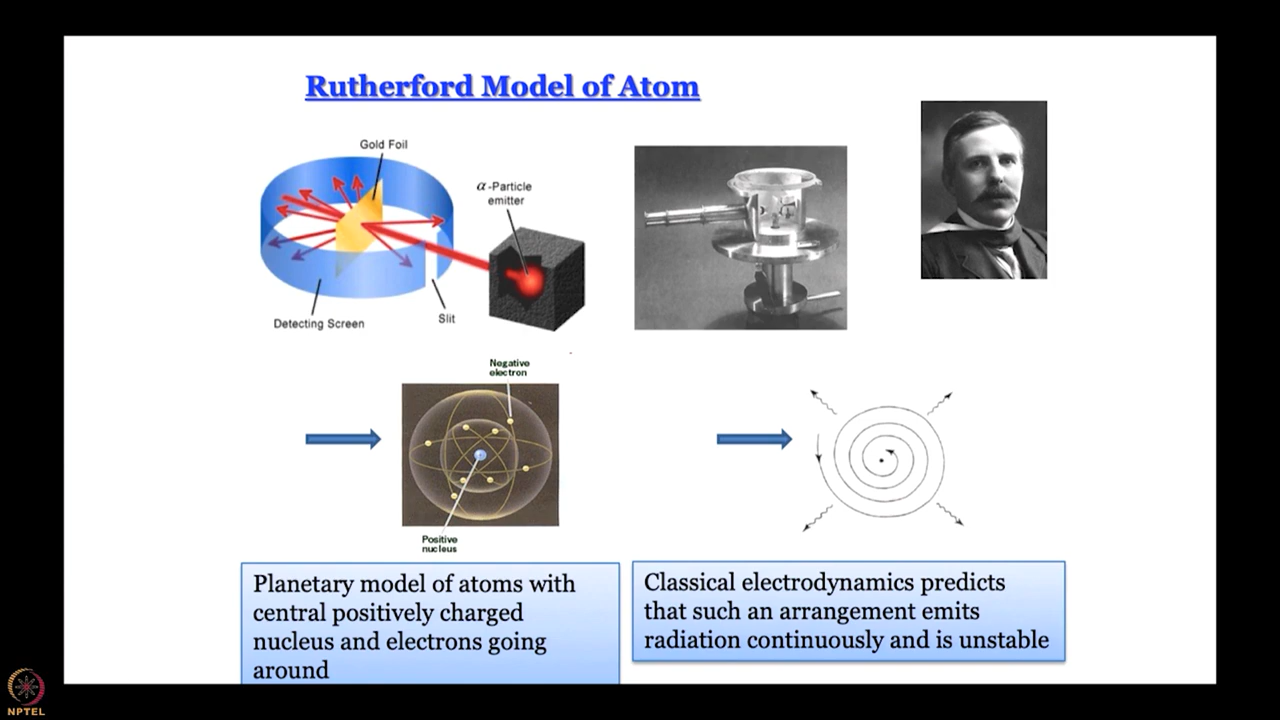 Rutherford Model of Atom
Gold Foil
α-Particle
emitter
Detecting Screen
Slit
Negative
electron
Positive
nucleus
Planetary model of atoms with
central positively charged
nucleus and electrons going
around
Classical electrodynamics predicts
that such an arrangement emits
radiation continuously and is unstable
NPTEL